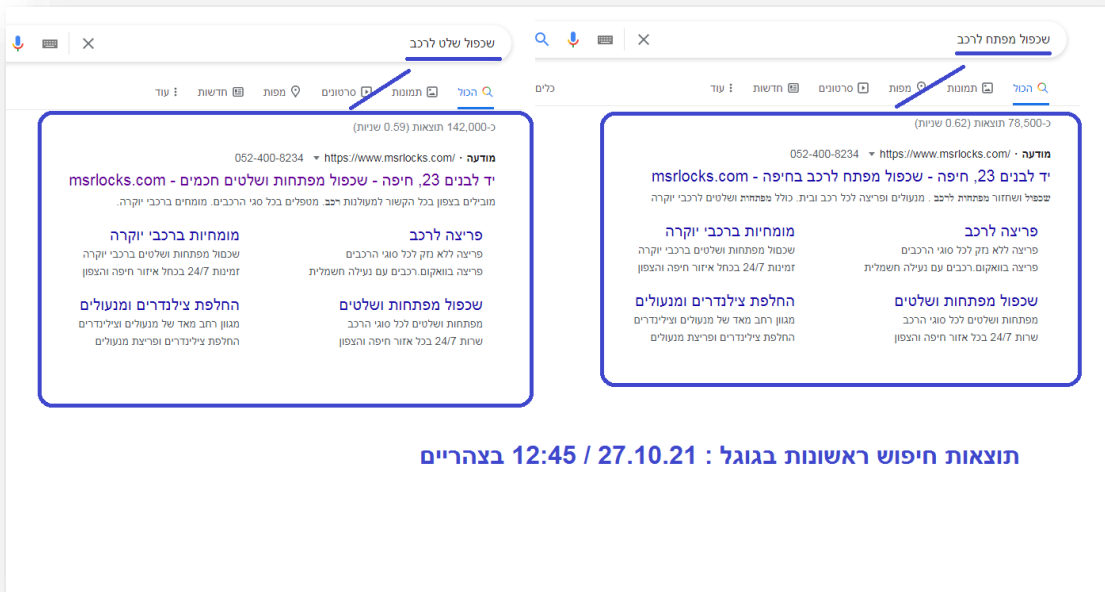 שכפול מפתח לרכב
הכול תמונות מפות סרטונים חדשות עוד כלים
כ-78,500 תוצאות (0.62 שניות)
מודעה · https://www.msrlocks.com/ 052-400-8234
יד לבנים 23, חיפה - שכפול מפתח לרכב בחיפה - msrlocks.com
שכפול ושחזור מפתחות לרכב . מנעולים ופריצה לכל רכב ובית. כולל מפתחות ושלטים לרכבי יוקרה
פריצה לרכב מומחיות ברכבי יוקרה
פריצה ללא נזק לכל סוגי הרכבים שכםול מפתחות ושלטים ברכבי יוקרה
פריצה בוואקום.רכבים עם נעילה חשמלית זמינות 24/7 בכחל איזור חיפה והצפון
שכפול מפתחות ושלטים החלפת צילנדרים ומנעולים
מפתחות ושלטים לכל סוגי הרכב מגוון רחב מאד של מנעולים וצילינדרים
שרות 24/7 בכל אזור חיפה והצפון החלפת צילינדרים ופריצת מנעולים
שכפול שלט לרכב
הכול תמונות סרטונים מפות חדשות עוד
כ-142,000 תוצאות (0.59 שניות)
מודעה · https://www.msrlocks.com/ 052-400-8234
יד לבנים 23, חיפה - שכפול מפתחות ושלטים חכמים - msrlocks.com
מובילים בצפון בכל הקשור למעולנות רכב. מטפלים בכל סגי הרכבים. מומחים ברכבי יוקרה.
פריצה לרכב מומחיות ברכבי יוקרה
פריצה ללא נזק לכל סוגי הרכבים שכםול מפתחות ושלטים ברכבי יוקרה
פריצה בוואקום.רכבים עם נעילה חשמלית זמינות 24/7 בכחל איזור חיפה והצפון
שכפול מפתחות ושלטים החלפת צילנדרים ומנעולים
מפתחות ושלטים לכל סוגי הרכב מגוון רחב מאד של מנעולים וצילינדרים
שרות 24/7 בכל אזור חיפה והצפון החלפת צילינדרים ופריצת מנעולים
תוצאות חיפוש ראשונות בגוגל : 27.10.21 / 12:45 בצהריים